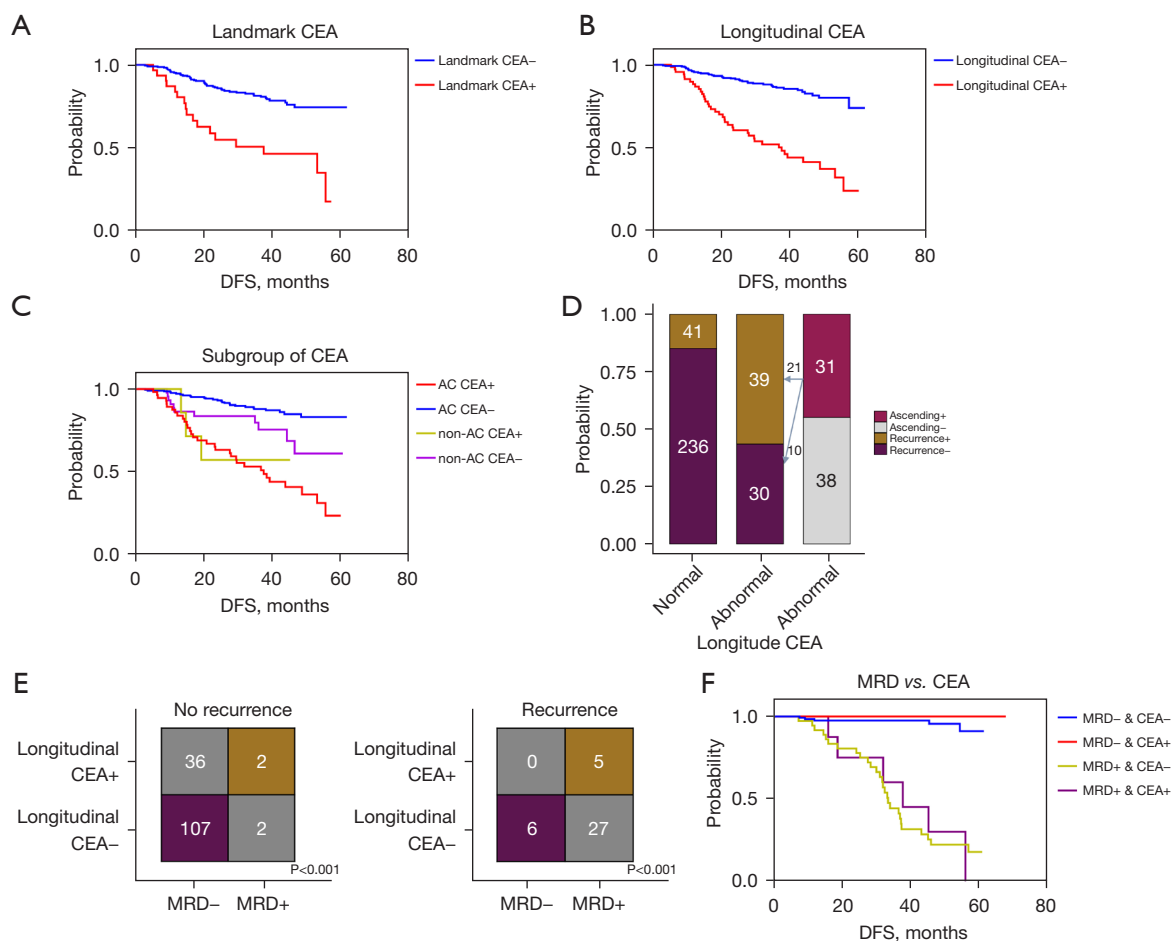 A
Landmark CEA
Probability
1.0
0.5
0.0
0 20 40 60 80
DFS, months
Landmark CEA−
Landmark CEA+
B
Longitudinal CEA
Probability
1.0
0.5
0.0
0 20 40 60 80
DFS, months
Longitudinal CEA−
Longitudinal CEA+
C
Subgroup of CEA
Probability
1.0
0.5
0.0
0 20 40 60 80
DFS, months
AC CEA+
AC CEA−
non-AC CEA+
non-AC CEA−
D
Probability
1.00
0.75
0.50
0.25
0.00
41
236
39
30
21
10
31
38
Normal
Abnormal
Abnormal
Longitude CEA
Ascending+
Ascending−
Recurrence+
Recurrence−
E
No recurrence
Longitudinal
CEA+
36 2
Longitudinal
CEA−
107 2
P<0.001
MRD− MRD+
Recurrence
Longitudinal
CEA+
0 5
Longitudinal
CEA−
6 27
P<0.001
MRD− MRD+
F
MRD vs. CEA
Probability
1.0
0.5
0.0
0 20 40 60 80
DFS, months
MRD− & CEA−
MRD− & CEA+
MRD+ & CEA−
MRD+ & CEA+